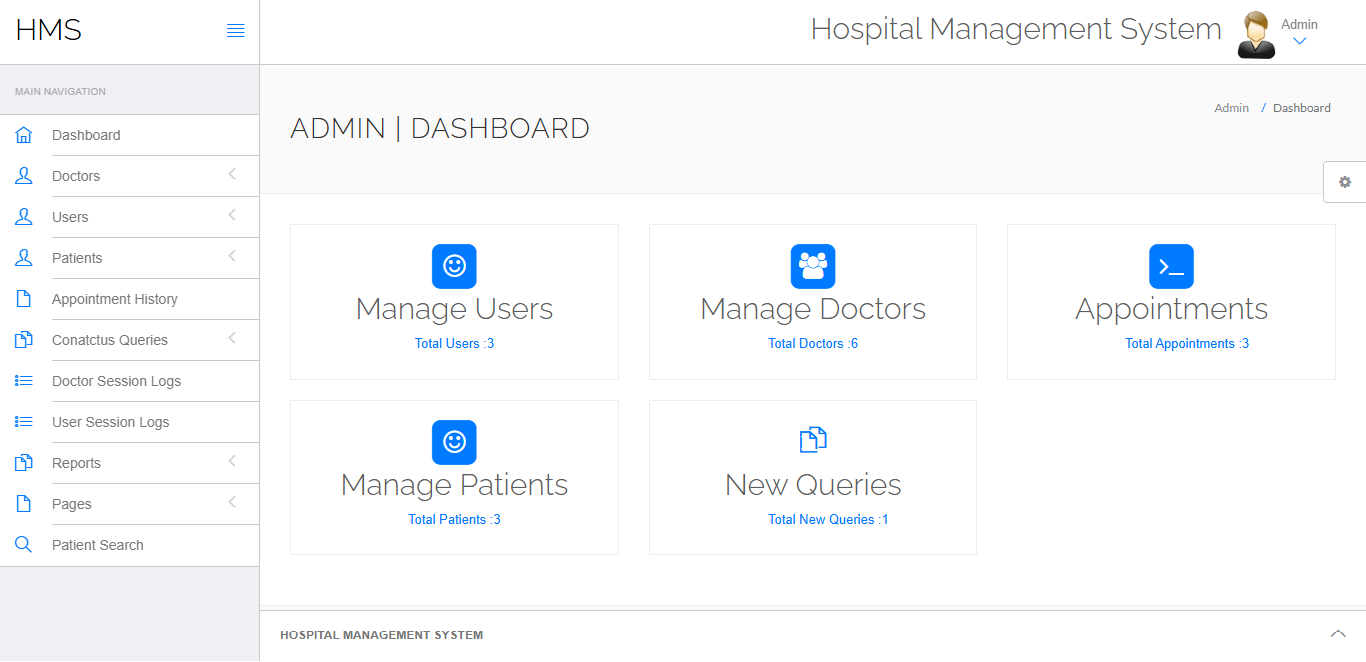 HMS
Hospital Management System
Admin
MAIN NAVIGATION
Dashboard
Doctors
Users
Patients
Appointment History
Conatctus Queries
Doctor Session Logs
User Session Logs
Reports
Pages
Patient Search
ADMIN | DASHBOARD
Admin / Dashboard
Manage Users
Total Users :3
Manage Doctors
Total Doctors :6
Appointments
Total Appointments :3
Manage Patients
Total Patients :3
New Queries
Total New Queries :1
HOSPITAL MANAGEMENT SYSTEM